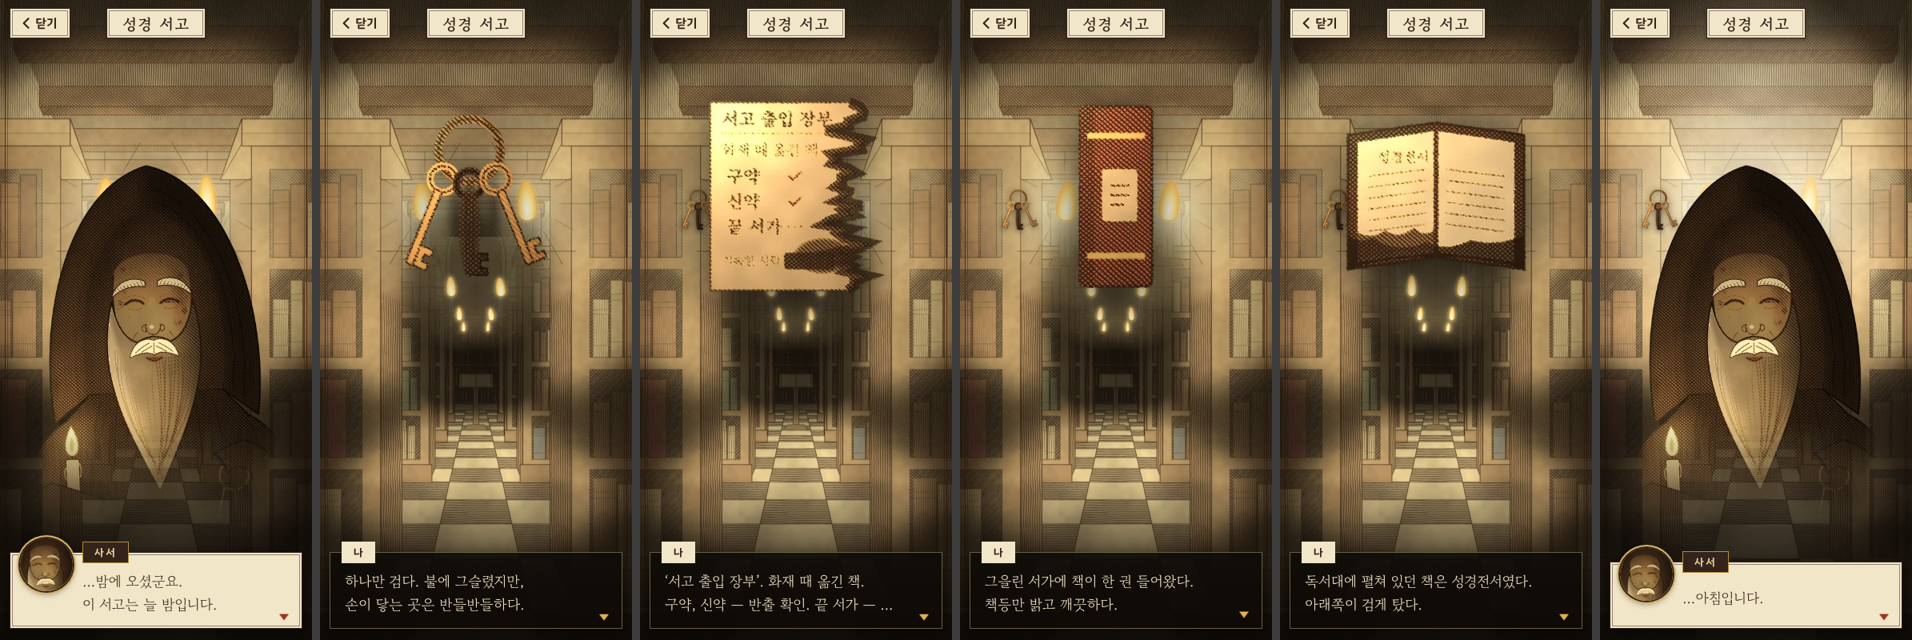 닫기
성경 서고
사서
...밤에 오셨군요.
이 서고는 늘 밤입니다.
닫기
성경 서고
나
하나만 검다. 불에 그슬렸지만,
손이 닿는 곳은 반들반들하다.
닫기
성경 서고
서고 출입 장부
화재 때 옮긴 책
구약
신약
끝 서가
나
‘서고 출입 장부’. 화재 때 옮긴 책.
구약, 신약 — 반출 확인. 끝 서가 — ...
닫기
성경 서고
나
그을린 서가에 책이 한 권 들어왔다.
책등만 밝고 깨끗하다.
닫기
성경 서고
성경전서
나
독서대에 펼쳐 있던 책은 성경전서였다.
아래쪽이 검게 탔다.
닫기
성경 서고
사서
...아침입니다.